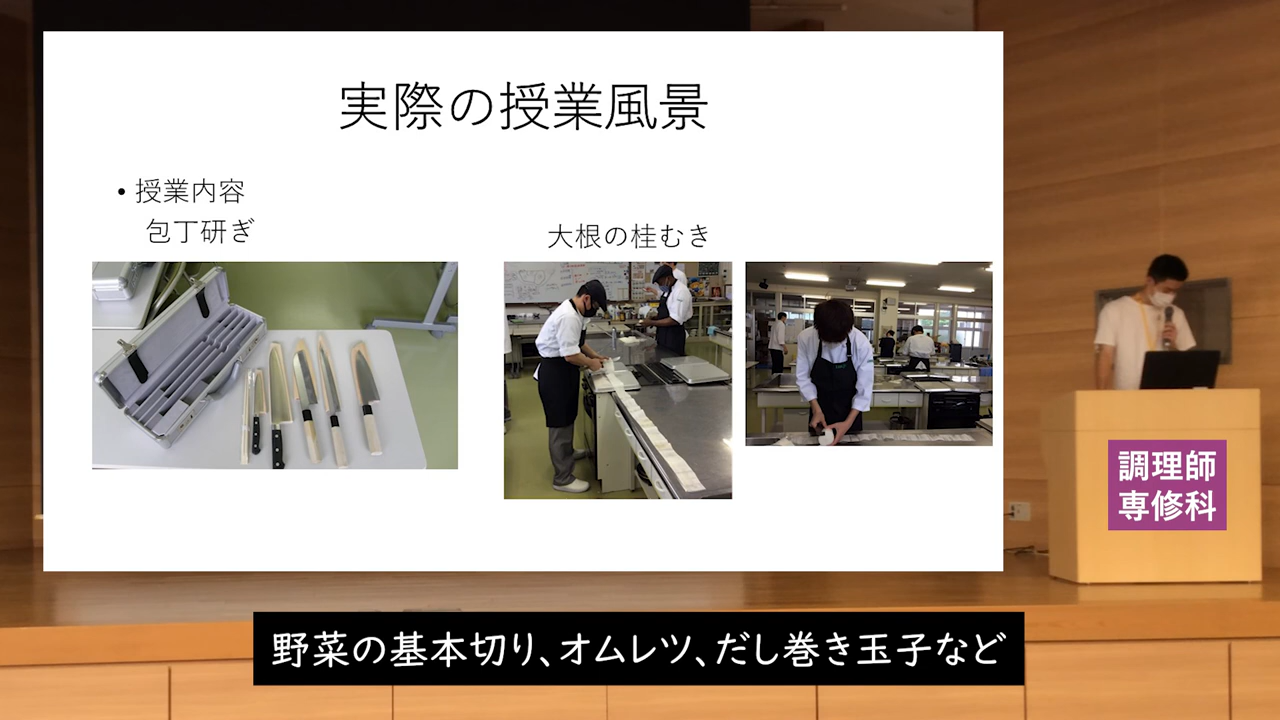 実際の授業風景
• 授業内容
包丁研ぎ
大根の桂むき
調理師
専修科
野菜の基本切り、オムレツ、だし巻き玉子など